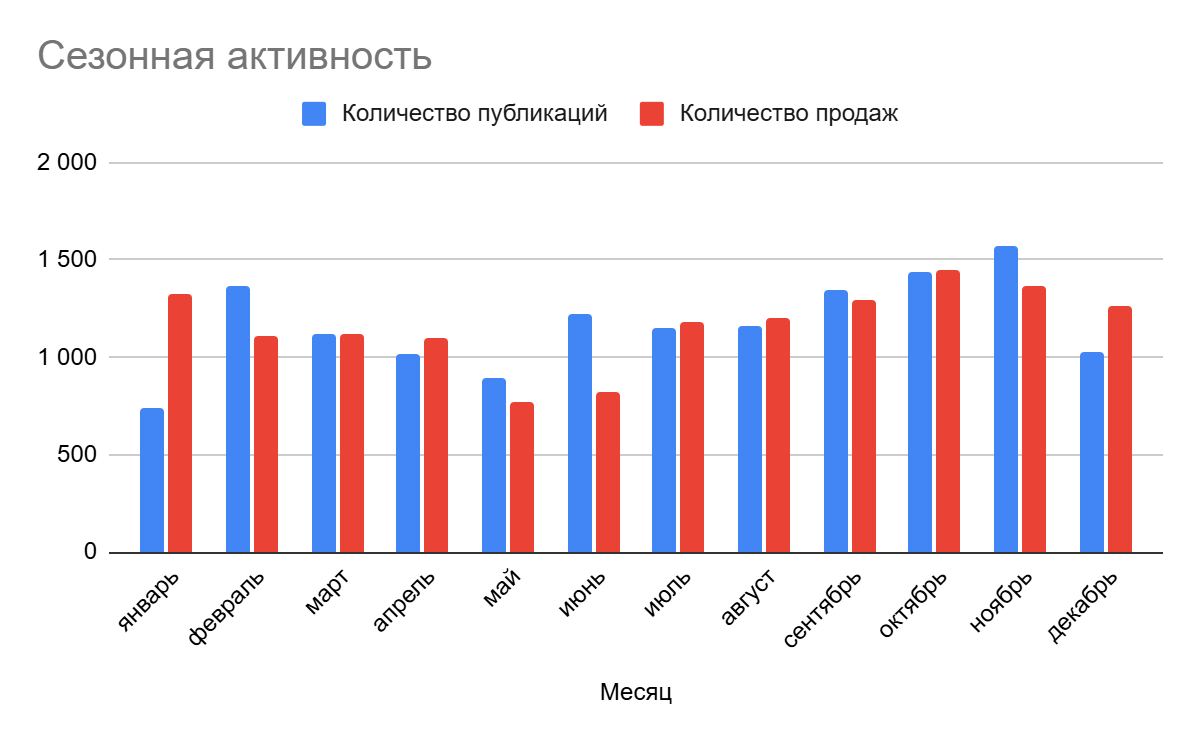 Сезонная активность
Количество публикаций
Количество продаж
2 000
1 500
1 000
500
0
январь
февраль
март
апрель
май
июнь
июль
август
сентябрь
октябрь
ноябрь
декабрь
Месяц